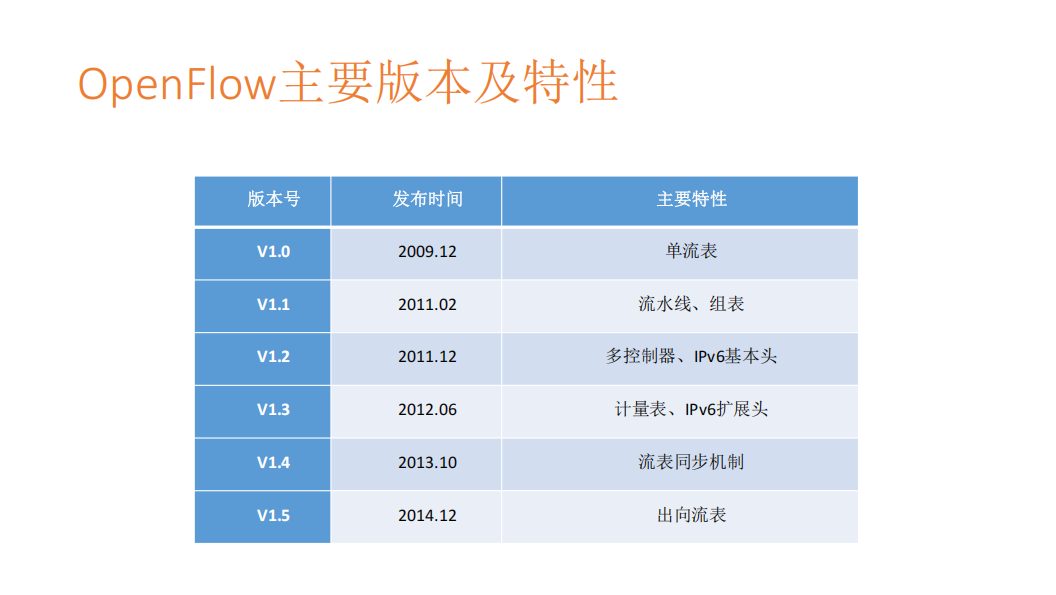 OpenFlow主要版本及特性
版本号 发布时间 主要特性
V1.0 2009.12 单流表
V1.1 2011.02 流水线、组表
V1.2 2011.12 多控制器、IPv6基本头
V1.3 2012.06 计量表、IPv6扩展头
V1.4 2013.10 流表同步机制
V1.5 2014.12 出向流表